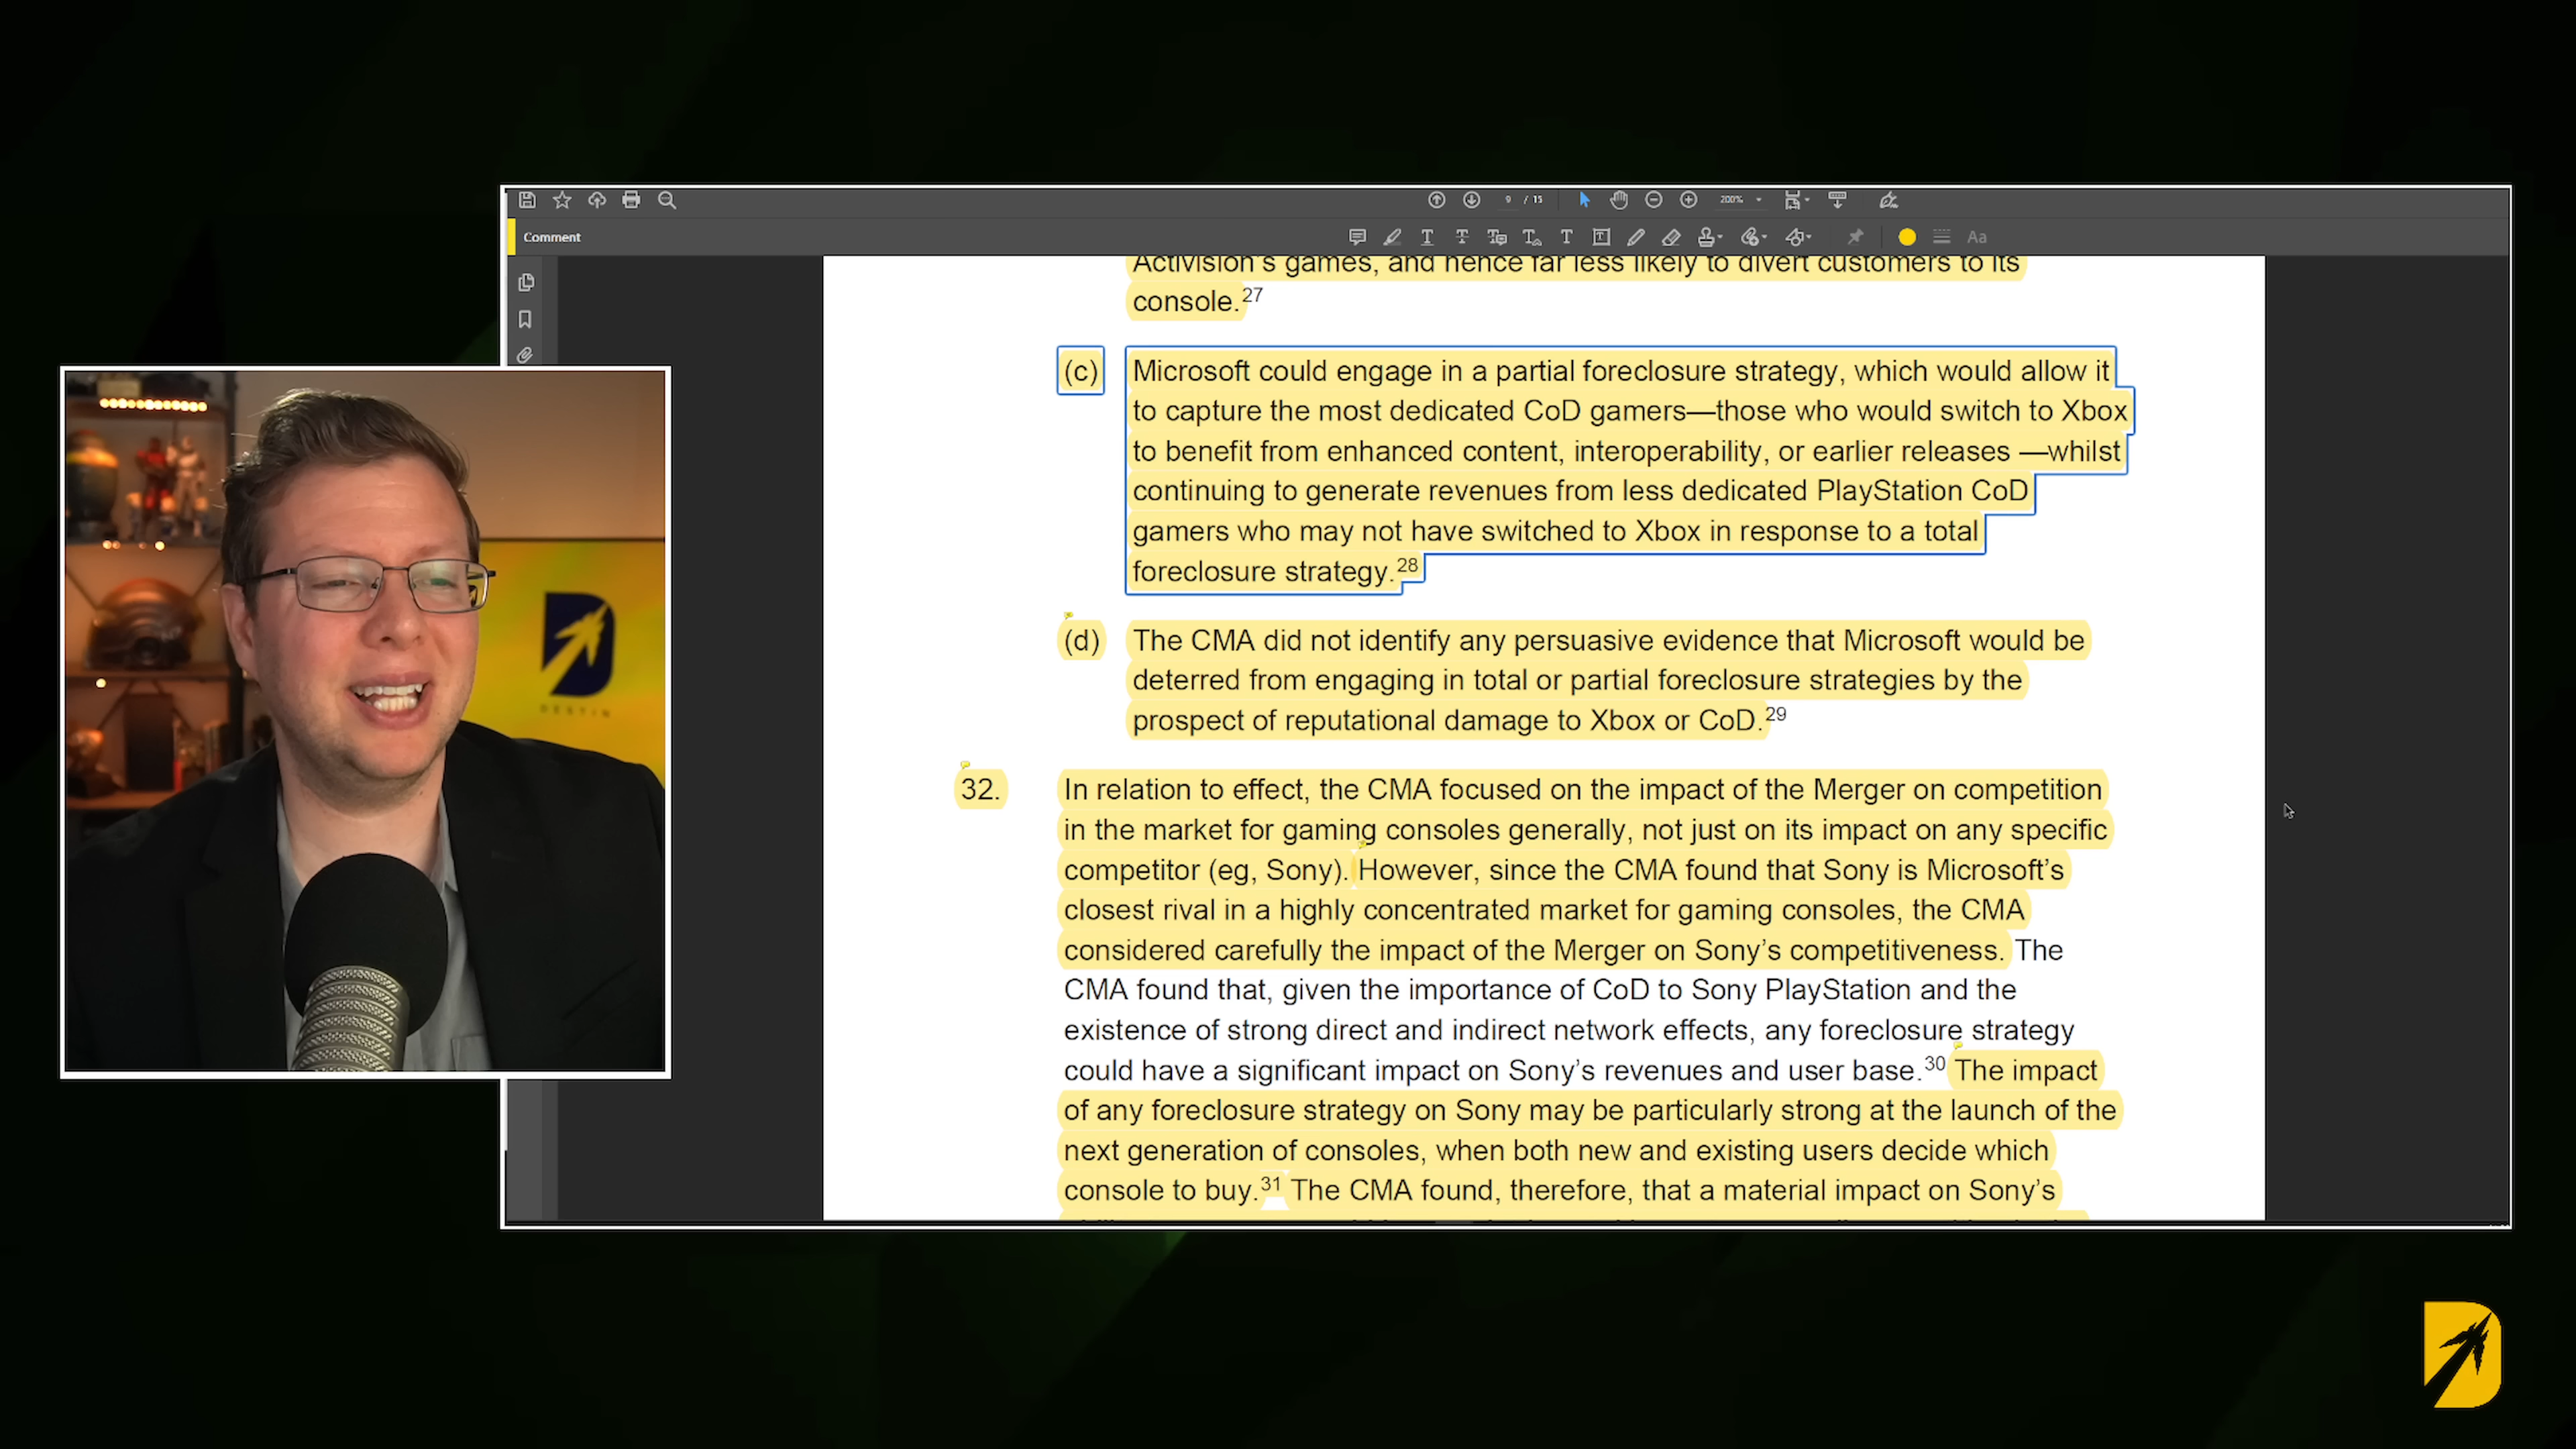 9 / 15
200%
Comment
Aa
Activision's games, and hence far less likely to divert customers to its
console.27
(c) Microsoft could engage in a partial foreclosure strategy, which would allow it
to capture the most dedicated CoD gamers—those who would switch to Xbox
to benefit from enhanced content, interoperability, or earlier releases —whilst
continuing to generate revenues from less dedicated PlayStation CoD
gamers who may not have switched to Xbox in response to a total
foreclosure strategy.28
(d) The CMA did not identify any persuasive evidence that Microsoft would be
deterred from engaging in total or partial foreclosure strategies by the
prospect of reputational damage to Xbox or CoD.29
32. In relation to effect, the CMA focused on the impact of the Merger on competition
in the market for gaming consoles generally, not just on its impact on any specific
competitor (eg, Sony). However, since the CMA found that Sony is Microsoft's
closest rival in a highly concentrated market for gaming consoles, the CMA
considered carefully the impact of the Merger on Sony's competitiveness. The
CMA found that, given the importance of CoD to Sony PlayStation and the
existence of strong direct and indirect network effects, any foreclosure strategy
could have a significant impact on Sony's revenues and user base.30 The impact
of any foreclosure strategy on Sony may be particularly strong at the launch of the
next generation of consoles, when both new and existing users decide which
console to buy.31 The CMA found, therefore, that a material impact on Sony's
DESTIN